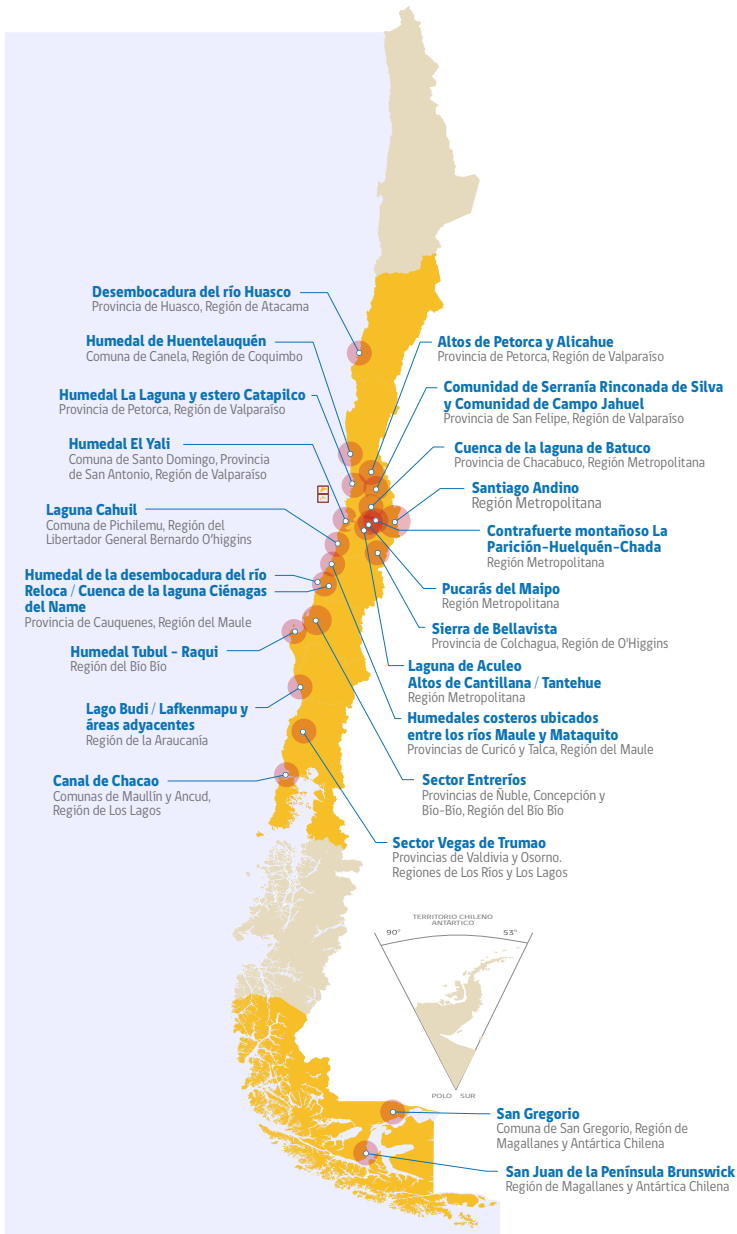 Desembocadura del río Huasco
Provincia de Huasco, Región de Atacama
Humedal de Huentelauquén
Comuna de Canela, Región de Coquimbo
Humedal La Laguna y estero Catapilco
Provincia de Petorca, Región de Valparaíso
Humedal El Yali
Comuna de Santo Domingo, Provincia
de San Antonio, Región de Valparaíso
Laguna Cahuil
Comuna de Pichilemu, Región del
Libertador General Bernardo O'higgins
Humedal de la desembocadura del río
Reloca / Cuenca de la laguna Ciénagas
del Name
Provincia de Cauquenes, Región del Maule
Humedal Tubul - Raqui
Región del Bío Bío
Lago Budi / Lafkenmapu y
áreas adyacentes
Región de la Araucanía
Canal de Chacao
Comunas de Maullín y Ancud,
Región de Los Lagos
Altos de Petorca y Alicahue
Provincia de Petorca, Región de Valparaíso
Comunidad de Serranía Rinconada de Silva
y Comunidad de Campo Jahuel
Provincia de San Felipe, Región de Valparaíso
Cuenca de la laguna de Batuco
Provincia de Chacabuco, Región Metropolitana
Santiago Andino
Región Metropolitana
Contrafuerte montañoso La
Parición-Huelquén-Chada
Región Metropolitana
Pucarás del Maipo
Región Metropolitana
Sierra de Bellavista
Provincia de Colchagua, Región de O'Higgins
Laguna de Aculeo
Altos de Cantillana / Tantehue
Región Metropolitana
Humedales costeros ubicados
entre los ríos Maule y Mataquito
Provincias de Curicó y Talca, Región del Maule
Sector Entreríos
Provincias de Ñuble, Concepción y
Bío-Bío, Región del Bío Bío
Sector Vegas de Trumao
Provincias de Valdivia y Osorno.
Regiones de Los Ríos y Los Lagos
TERRITORIO CHILENO
ANTÁRTICO
90° 53°
POLO SUR
San Gregorio
Comuna de San Gregorio, Región de
Magallanes y Antártica Chilena
San Juan de la Península Brunswick
Región de Magallanes y Antártica Chilena